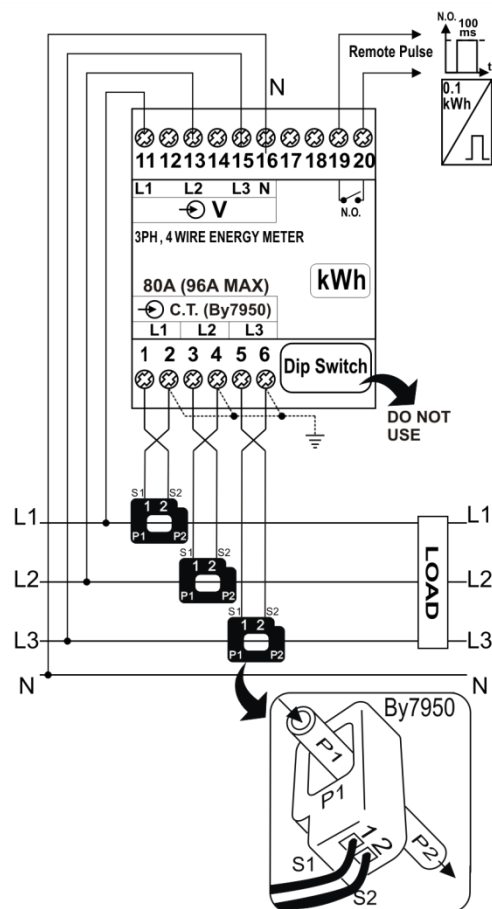 N.O. 100 ms
Remote Pulse
t
N
0.1 kWh
11 12 13 14 15 16 17 18 19 20
L1 L2 L3 N
V
N.O.
3PH , 4 WIRE ENERGY METER
80A (96A MAX)
kWh
C.T. (By7950)
L1 L2 L3
1 2 3 4 5 6
Dip Switch
DO NOT USE
S1 1 2 S2
L1 P1 P2 L1
S1 1 2 S2
L2 P1 P2 L2
LOAD
S1 1 2 S2
L3 P1 P2 L3
N N
By7950
P1
P1
1 2
P2
S1
S2